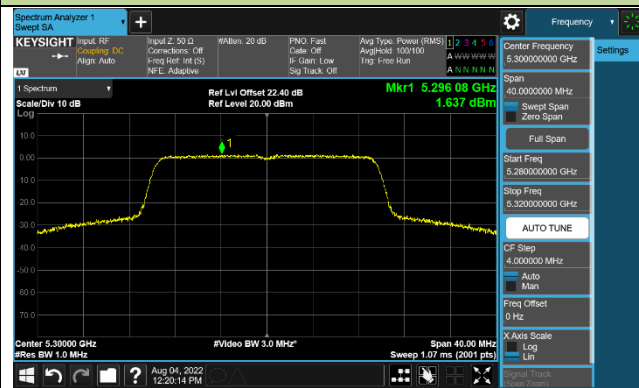 Spectrum Analyzer 1
Swept SA
Frequency
KEYSIGHT
Input: RF
Coupling: DC
Align: Auto
Input Z: 50 Ω
Corrections: Off
Freq Ref: Int (S)
NFE: Adaptive
#Atten: 20 dB
PNO: Fast
Gate: Off
IF Gain: Low
Sig Track: Off
Avg Type: Power (RMS)
Avg|Hold: 100/100
Trig: Free Run
1 2 3 4 5 6
A W W W W W
A N N N N N
LXI
1 Spectrum
Scale/Div 10 dB
Log
Ref Lvl Offset 22.40 dB
Ref Level 20.00 dBm
Mkr1 5.296 08 GHz
1.637 dBm
1
10.0
0.00
-10.0
-20.0
-30.0
-40.0
-50.0
-60.0
-70.0
Center 5.30000 GHz
#Res BW 1.0 MHz
#Video BW 3.0 MHz*
Span 40.00 MHz
Sweep 1.07 ms (2001 pts)
Center Frequency
5.300000000 GHz
Settings
Span
40.0000000 MHz
Swept Span
Zero Span
Full Span
Start Freq
5.280000000 GHz
Stop Freq
5.320000000 GHz
AUTO TUNE
CF Step
4.000000 MHz
Auto
Man
Freq Offset
0 Hz
X Axis Scale
Log
Lin
Signal Track
(Span Zoom)
?
Aug 04, 2022
12:20:14 PM